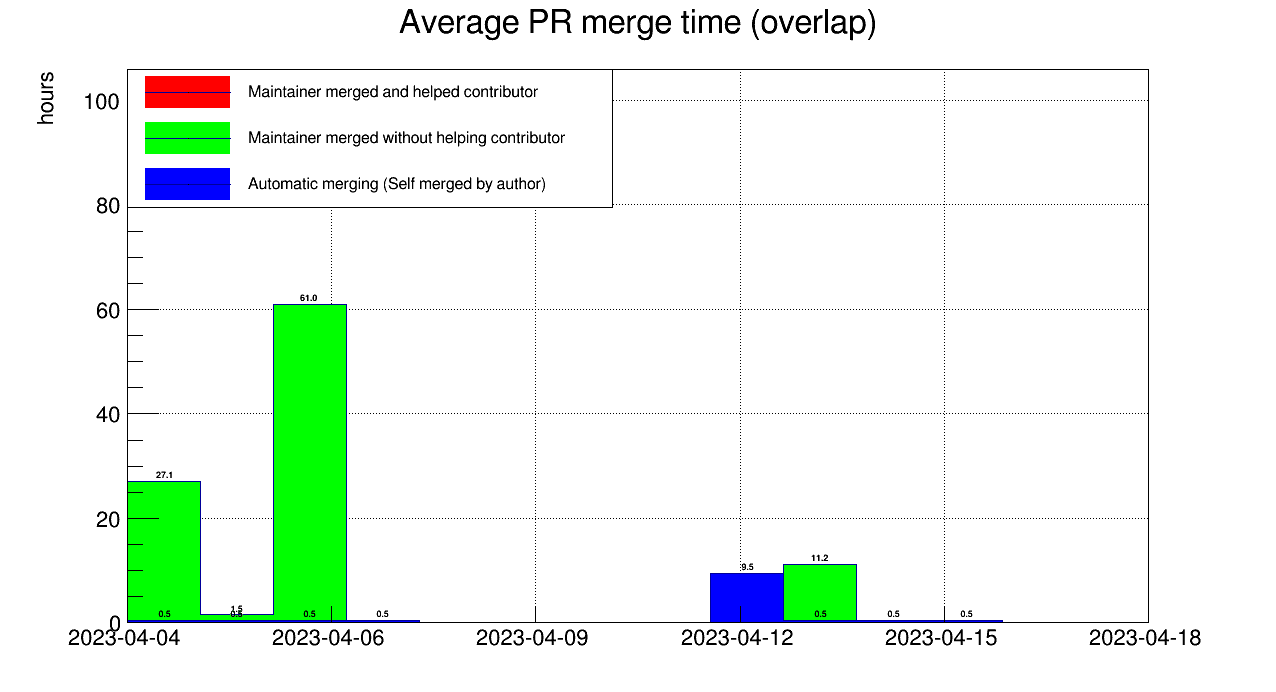 Average PR merge time (overlap)
hours
Maintainer merged and helped contributor
Maintainer merged without helping contributor
Automatic merging (Self merged by author)
100
80
60
40
20
0
61.0
27.1
11.2
9.5
1.5
0.5 0.5 0.5 0.5 0.5 0.5 0.5
2023-04-04 2023-04-06 2023-04-09 2023-04-12 2023-04-15 2023-04-18